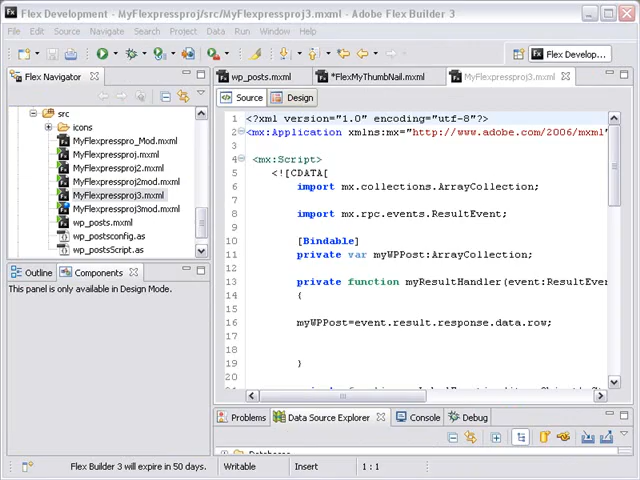 Flex Development - MyFlexpressproj/src/MyFlexpressproj3.mxml - Adobe Flex Builder 3
File Edit Source Navigate Search Project Data Run Window Help
Flex Develop...
Flex Navigator
wp_posts.mxml *FlexMyThumbNail.mxml MyFlexpressproj3.mxml
Source Design
src
icons
MyFlexpresspro_Mod.mxml
MyFlexpressproj.mxml
MyFlexpressproj2.mxml
MyFlexpressproj2mod.mxml
MyFlexpressproj3.mxml
MyFlexpressproj3mod.mxml
wp_posts.mxml
wp_postsconfig.as
wp_postsScript.as
Outline Components
This panel is only available in Design Mode.
1 <?xml version="1.0" encoding="utf-8"?>
2 <mx:Application xmlns:mx="http://www.adobe.com/2006/mxml"
3
4 <mx:Script>
5 <![CDATA[
6 import mx.collections.ArrayCollection;
7
8 import mx.rpc.events.ResultEvent;
9
10 [Bindable]
11 private var myWPPost:ArrayCollection;
12
13 private function myResultHandler(event:ResultEve
14 {
15
16 myWPPost=event.result.response.data.row;
17
18
19 }
20
Problems Data Source Explorer Console Debug
Databases
Flex Builder 3 will expire in 50 days. Writable Insert 1 : 1